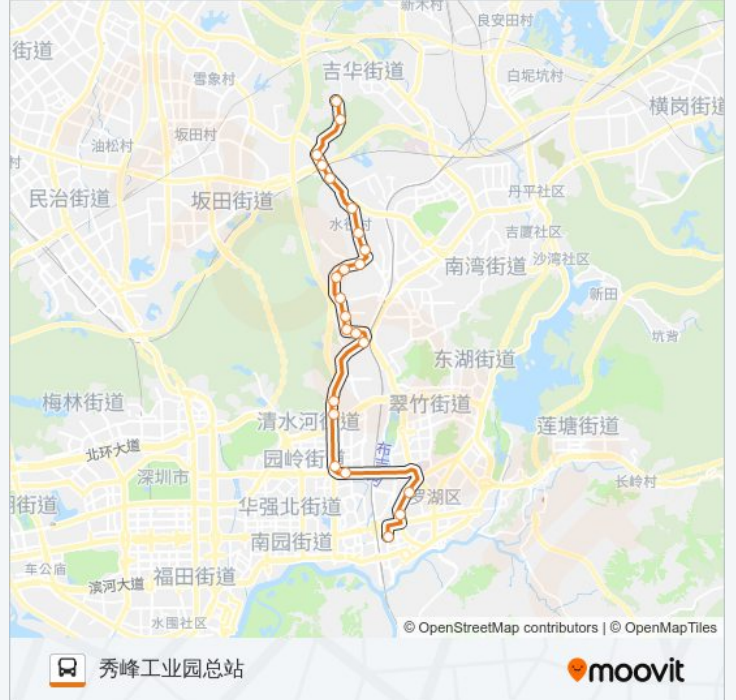 新木村
良安田村
街道
吉华街道
雪象村
白坭坑村
横岗街道
坂田村
油松村
村
丹平社区
民治街道
坂田街道
水径村
吉厦社区
南湾街道
沙湾社区
新田
坑背
东湖街道
梅林街道
翠竹街道
清水河街道
莲塘街道
北环大道
园岭街
深圳市
长岭村
街道
华强北街道
罗湖区
南园街道
车公庙
福田街道
滨河大道
水围社区
© OpenStreetMap contributors | © OpenMapTiles
秀峰工业园总站
moovit